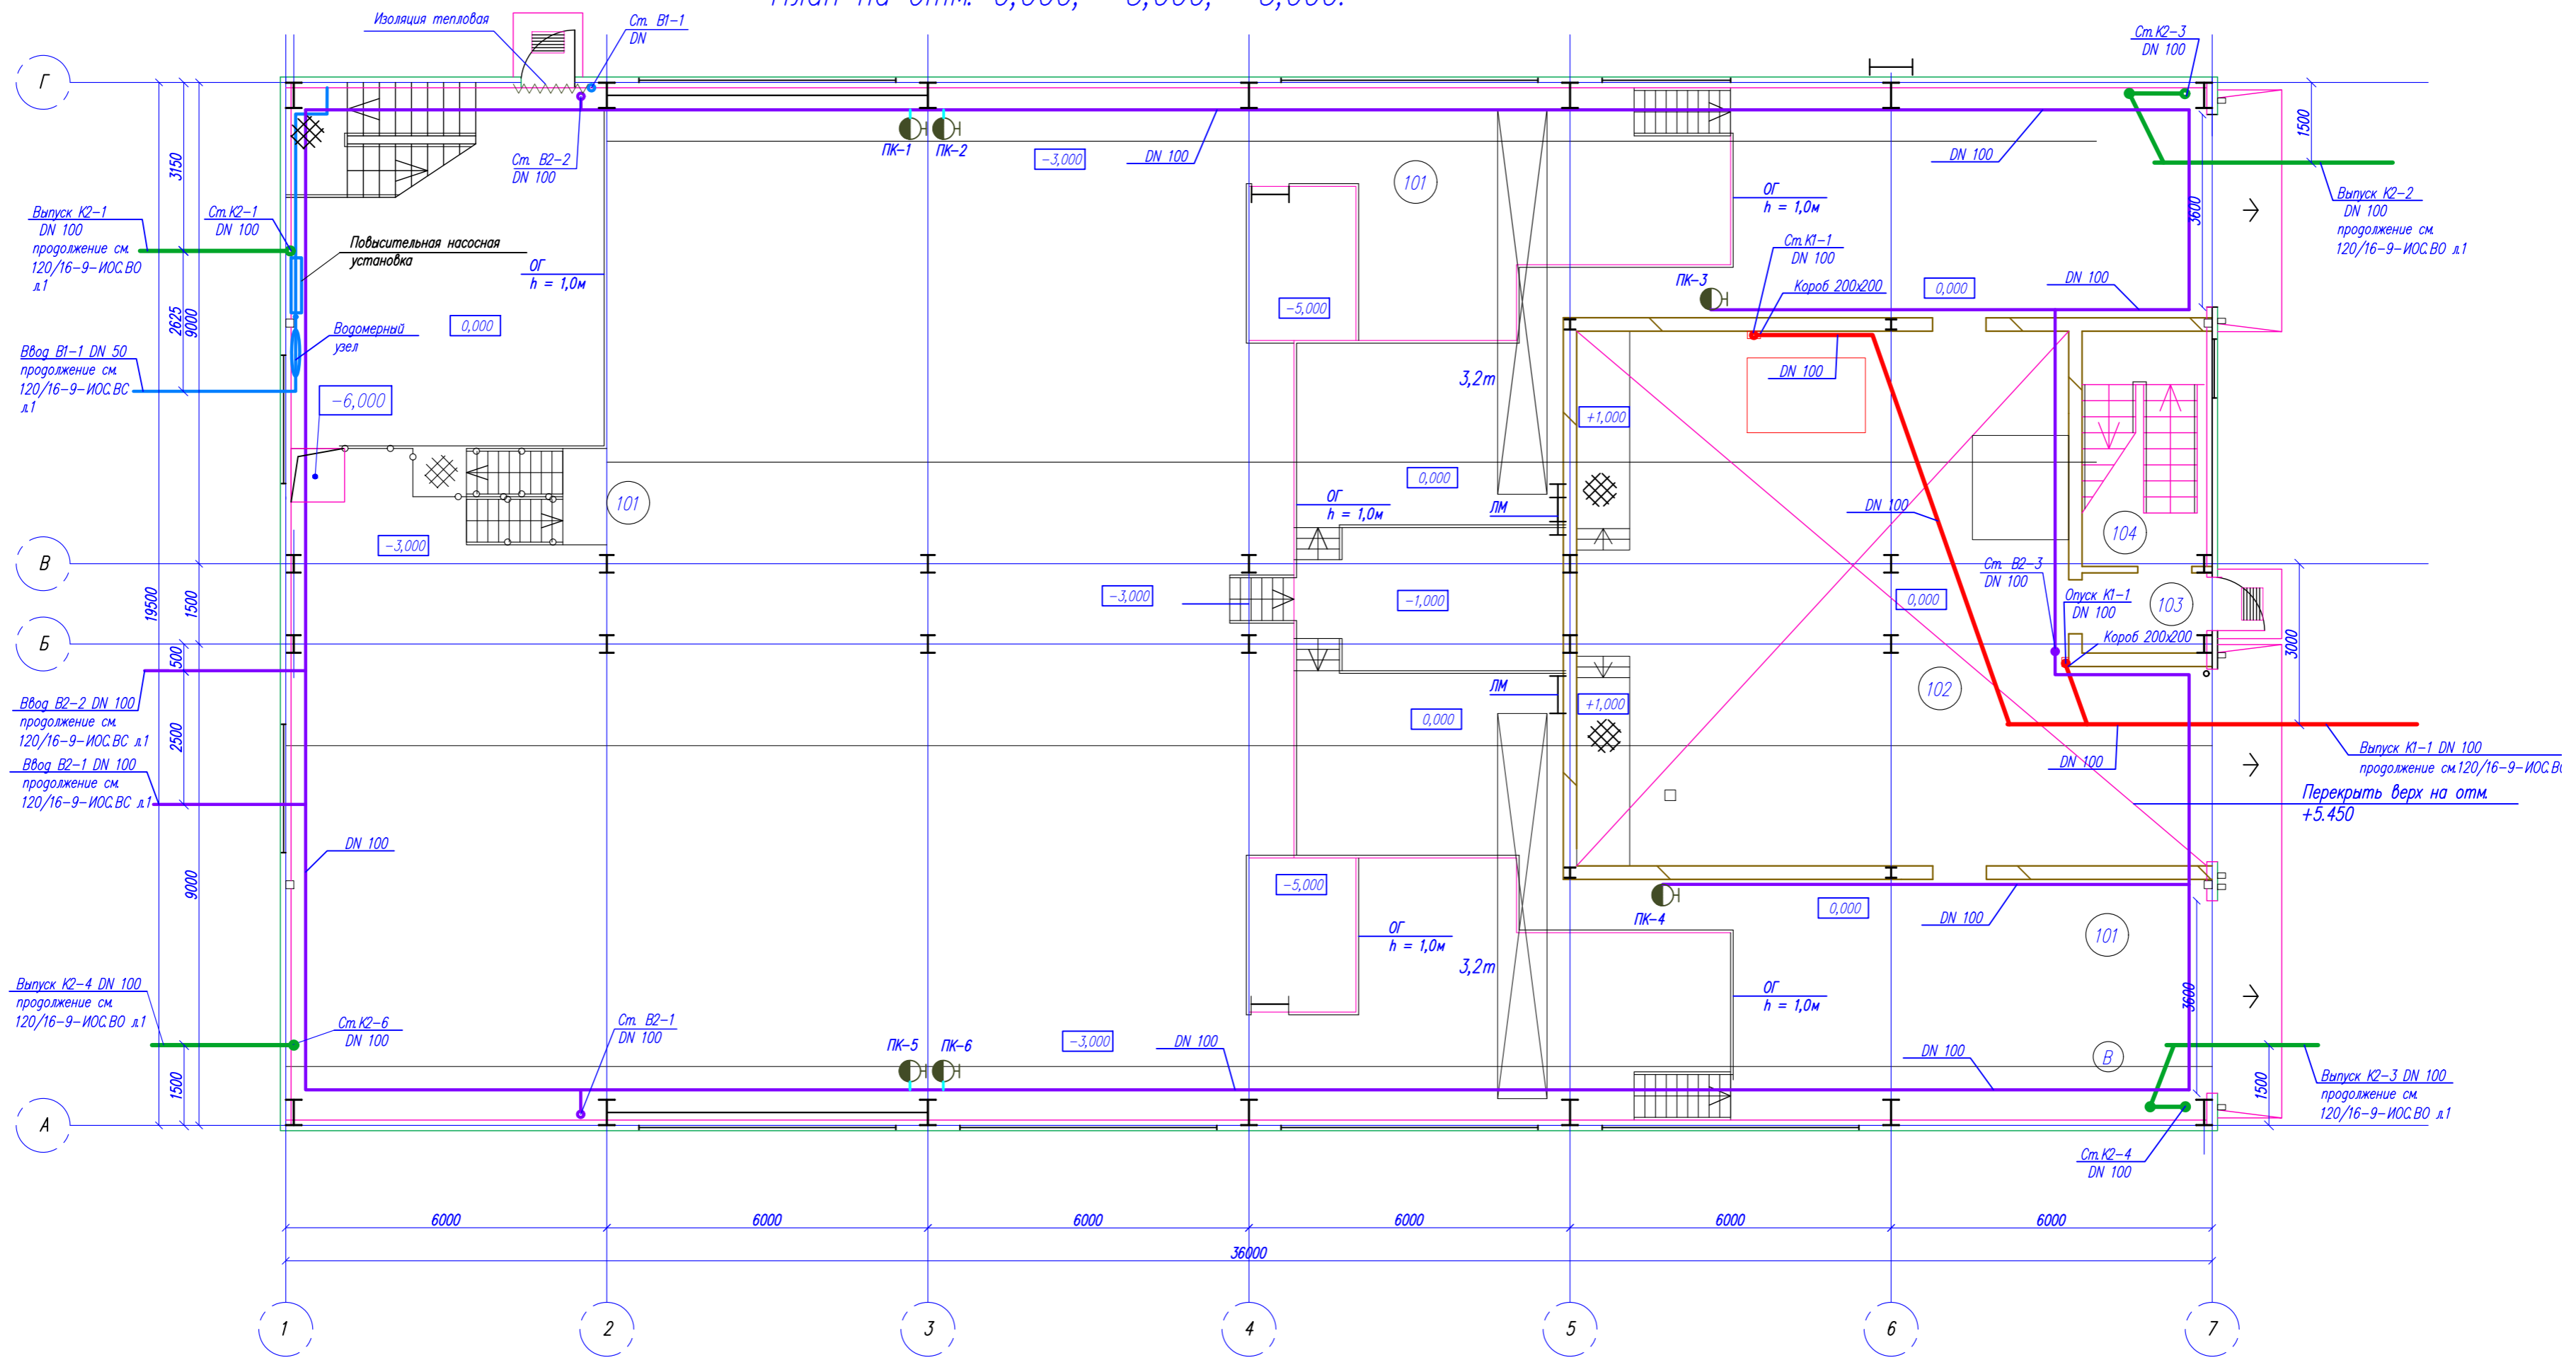 Изоляция тепловая
Ст. В1-1
DN
Ст.К2-3
DN 100
Г
3150
1500
Ст. В2-2
DN 100
ПК-1
ПК-2
-3,000
DN 100
101
DN 100
Выпуск К2-1
DN 100
продолжение см.
120/16-9-ИОС.ВО
л.1
Ст.К2-1
DN 100
Повысительная насосная
установка
ОГ
h = 1,0м
ОГ
h = 1,0м
3600
Выпуск К2-2
DN 100
продолжение см.
120/16-9-ИОС.ВО л.1
Ст.К1-1
DN 100
Короб 200x200
ПК-3
0,000
DN 100
2625
9000
0,000
Водомерный
узел
-5,000
Ввод В1-1 DN 50
продолжение см.
120/16-9-ИОС.ВС
л.1
-6,000
3,2т
DN 100
+1,000
0,000
ОГ
h = 1,0м
ЛМ
DN 100
101
-3,000
104
В
Ст. В2-3
DN 100
19500
1500
-3,000
-1,000
0,000
Опуск К1-1
DN 100
103
Короб 200x200
3000
Б
500
Ввод В2-2 DN 100
продолжение см.
120/16-9-ИОС.ВС л.1
2500
ЛМ
+1,000
0,000
102
Ввод В2-1 DN 100
продолжение см.
120/16-9-ИОС.ВС л.1
DN 100
Выпуск К1-1 DN 100
Перекрыть верх на отм.
+5.450
DN 100
9000
-5,000
ПК-4
0,000
DN 100
101
ОГ
h = 1,0м
3,2т
ОГ
h = 1,0м
3600
Выпуск К2-4 DN 100
продолжение см.
120/16-9-ИОС.ВО л.1
Ст.К2-6
DN 100
Ст. В2-1
DN 100
ПК-5
ПК-6
-3,000
DN 100
DN 100
В
1500
1500
Выпуск К2-3 DN 100
продолжение см.
120/16-9-ИОС.ВО л.1
А
Ст.К2-4
DN 100
6000
6000
6000
6000
6000
6000
36000
1
2
3
4
5
6
7